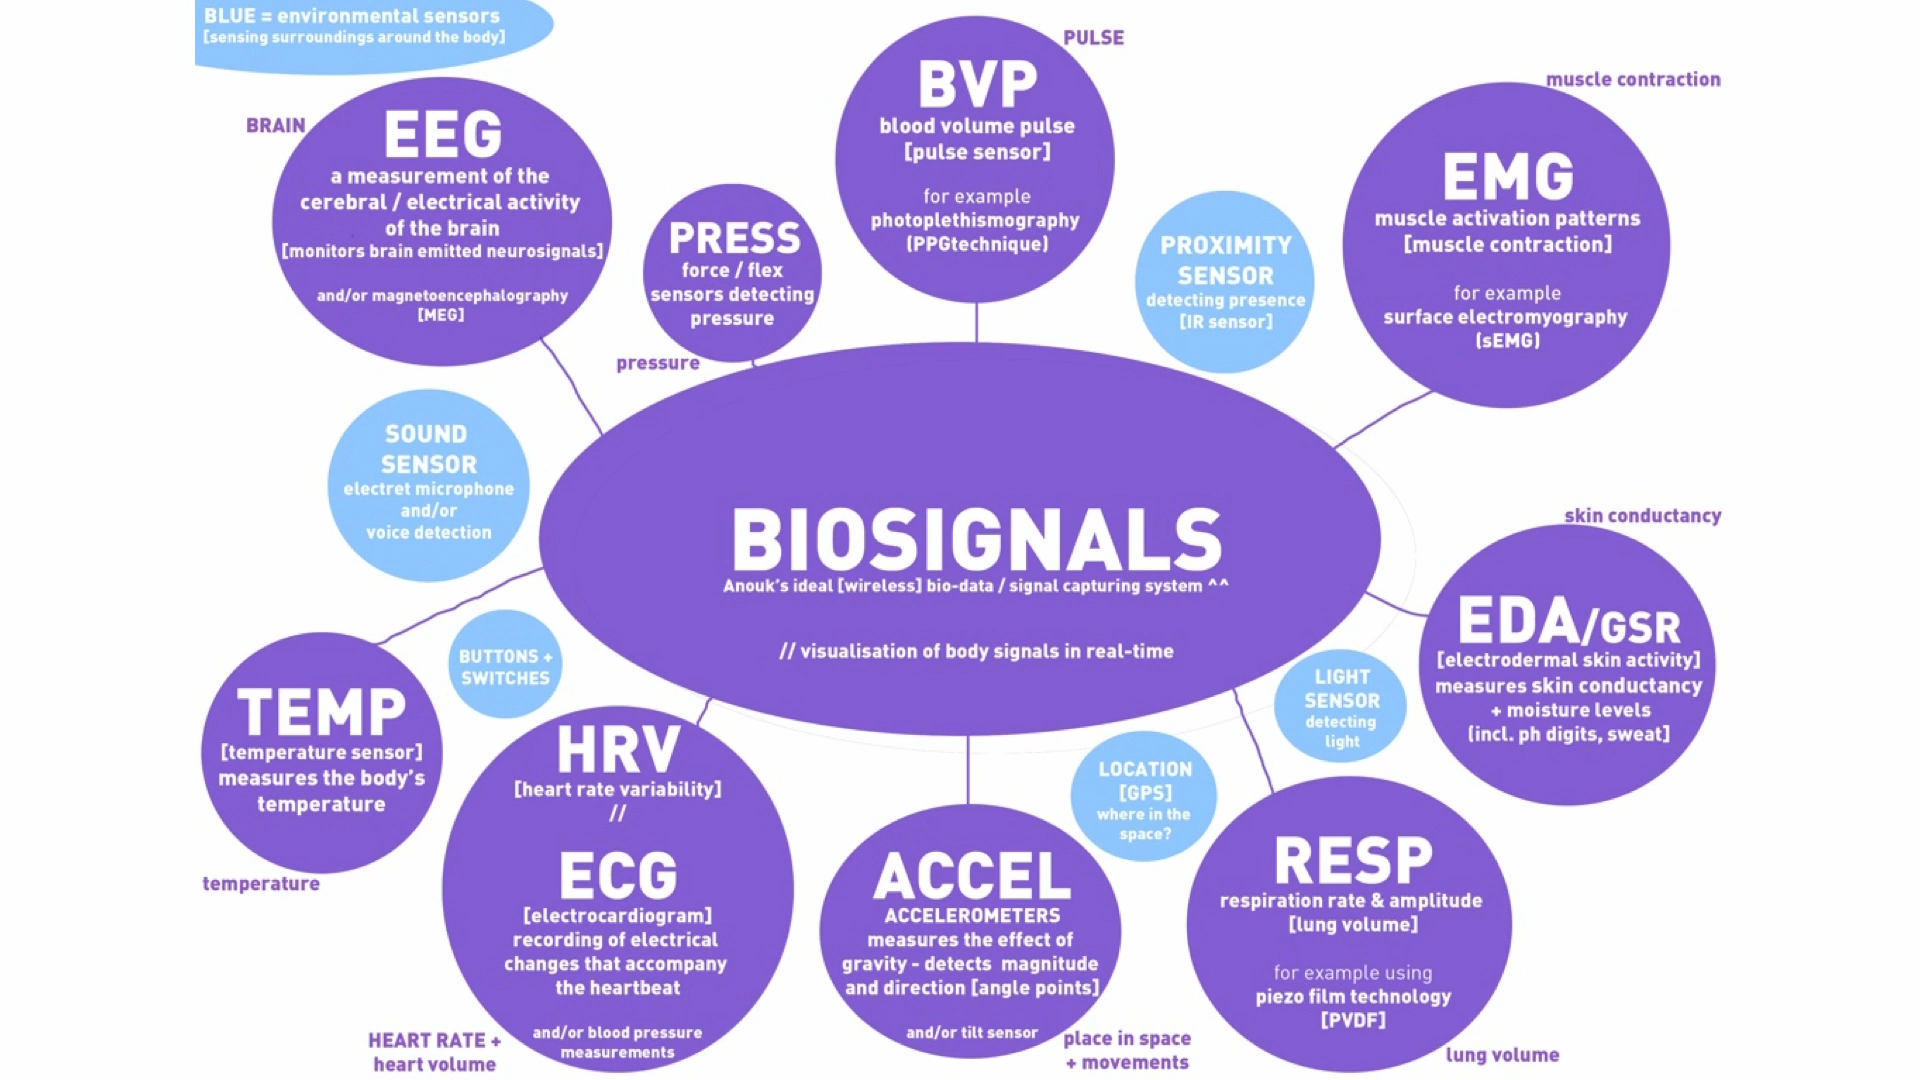 BLUE = environmental sensors
[sensing surroundings around the body]
BRAIN
EEG
a measurement of the
cerebral / electrical activity
of the brain
[monitors brain emitted neurosignals]
and/or magnetoencephalography
[MEG]
PRESS
force / flex
sensors detecting
pressure
pressure
PULSE
BVP
blood volume pulse
[pulse sensor]
for example
photoplethismography
(PPGtechnique)
PROXIMITY
SENSOR
detecting presence
[IR sensor]
muscle contraction
EMG
muscle activation patterns
[muscle contraction]
for example
surface electromyography
(sEMG)
SOUND
SENSOR
electret microphone
and/or
voice detection
BIOSIGNALS
Anouk's ideal [wireless] bio-data / signal capturing system ^^
// visualisation of body signals in real-time
skin conductancy
EDA/GSR
[electrodermal skin activity]
measures skin conductancy
+ moisture levels
(incl. ph digits, sweat]
BUTTONS +
SWITCHES
LIGHT
SENSOR
detecting
light
TEMP
[temperature sensor]
measures the body's
temperature
temperature
HRV
[heart rate variability]
//
ECG
[electrocardiogram]
recording of electrical
changes that accompany
the heartbeat
and/or blood pressure
measurements
HEART RATE +
heart volume
LOCATION
[GPS]
where in the
space?
ACCEL
ACCELEROMETERS
measures the effect of
gravity - detects magnitude
and direction [angle points]
and/or tilt sensor
place in space
+ movements
RESP
respiration rate & amplitude
[lung volume]
for example using
piezo film technology
[PVDF]
lung volume